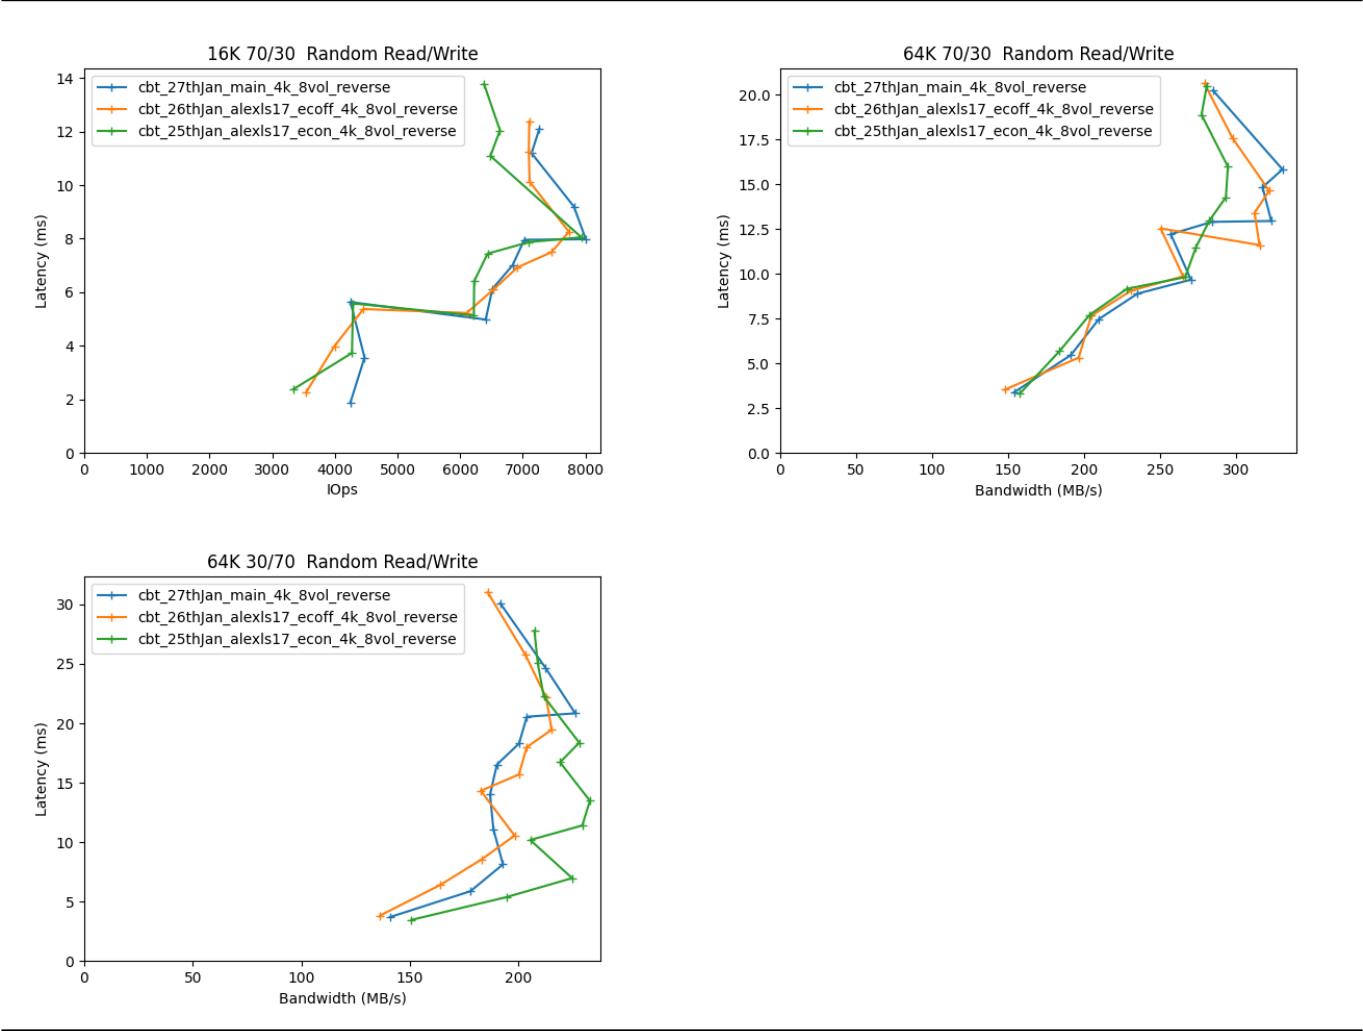 16K 70/30  Random Read/Write
cbt_27thJan_main_4k_8vol_reverse
cbt_26thJan_alexls17_ecoff_4k_8vol_reverse
cbt_25thJan_alexls17_econ_4k_8vol_reverse
14
12
10
8
6
4
2
0
Latency (ms)
0 1000 2000 3000 4000 5000 6000 7000 8000
IOps
64K 70/30  Random Read/Write
cbt_27thJan_main_4k_8vol_reverse
cbt_26thJan_alexls17_ecoff_4k_8vol_reverse
cbt_25thJan_alexls17_econ_4k_8vol_reverse
20.0
17.5
15.0
12.5
10.0
7.5
5.0
2.5
0.0
Latency (ms)
0 50 100 150 200 250 300
Bandwidth (MB/s)
64K 30/70  Random Read/Write
cbt_27thJan_main_4k_8vol_reverse
cbt_26thJan_alexls17_ecoff_4k_8vol_reverse
cbt_25thJan_alexls17_econ_4k_8vol_reverse
30
25
20
15
10
5
0
Latency (ms)
0 50 100 150 200
Bandwidth (MB/s)